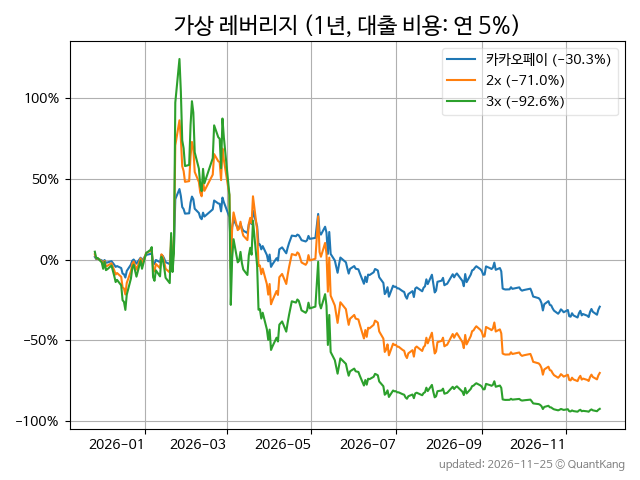 가상 레버리지 (1년, 대출 비용: 연 5%)
카카오페이 (−30.3%)
2x (−71.0%)
3x (−92.6%)
100%
50%
0%
−50%
−100%
2026-01
2026-03
2026-05
2026-07
2026-09
2026-11
updated: 2026-11-25 © QuantKang